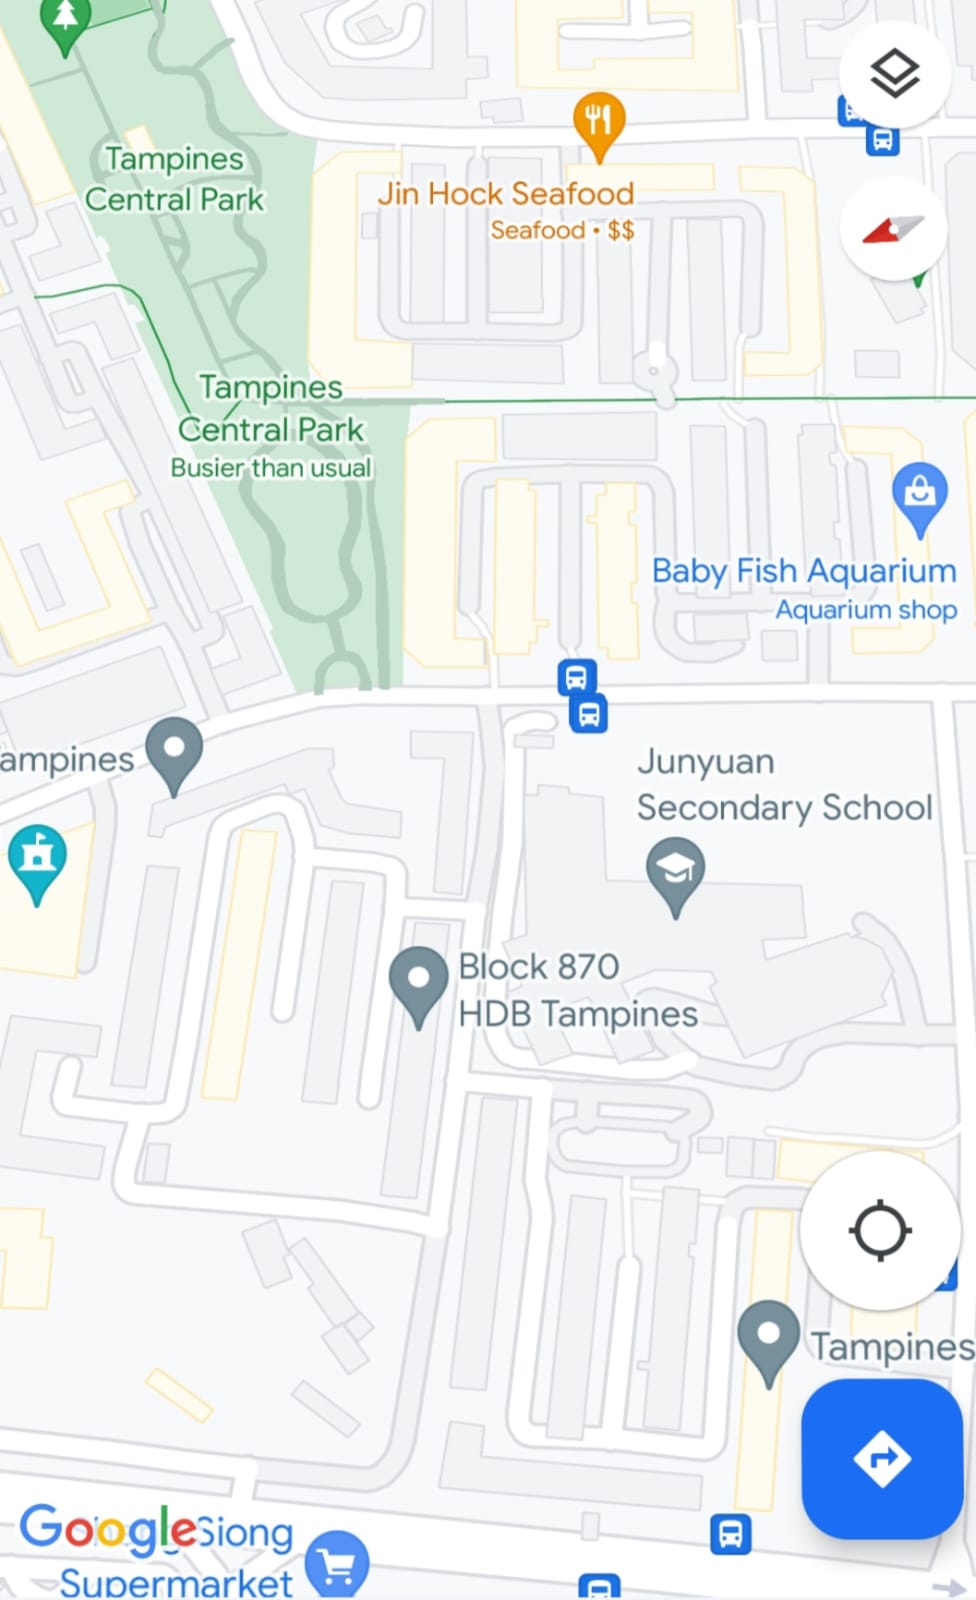 Tampines
Central Park
Jin Hock Seafood
Seafood • $$
Tampines
Central Park
Busier than usual
Baby Fish Aquarium
Aquarium shop
ampines
Junyuan
Secondary School
Block 870
HDB Tampines
Tampines
Google
Siong
Supermarket